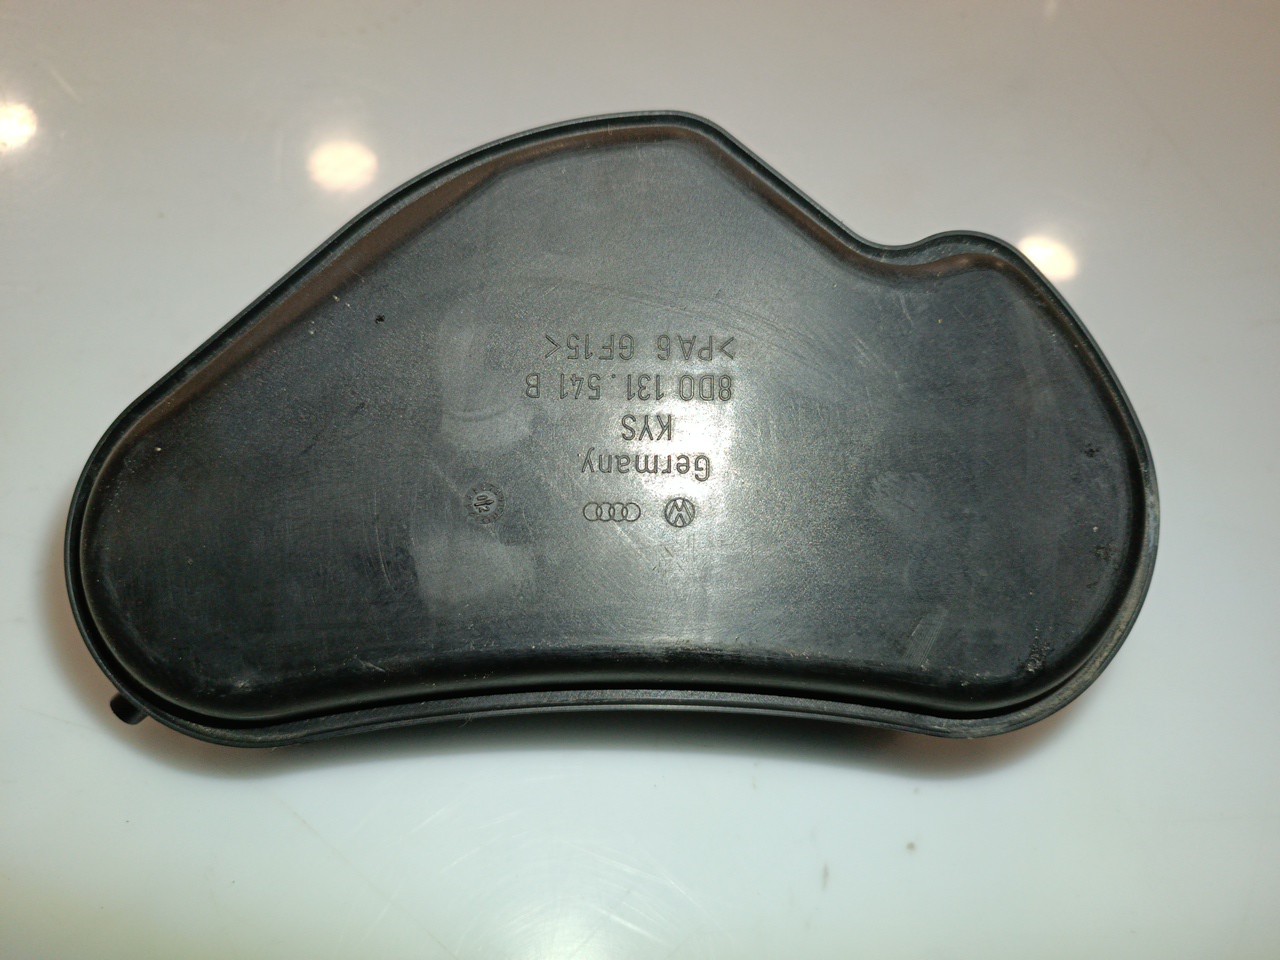 Germany
KYS
8D0 131.541 B
>PA6 GF15<